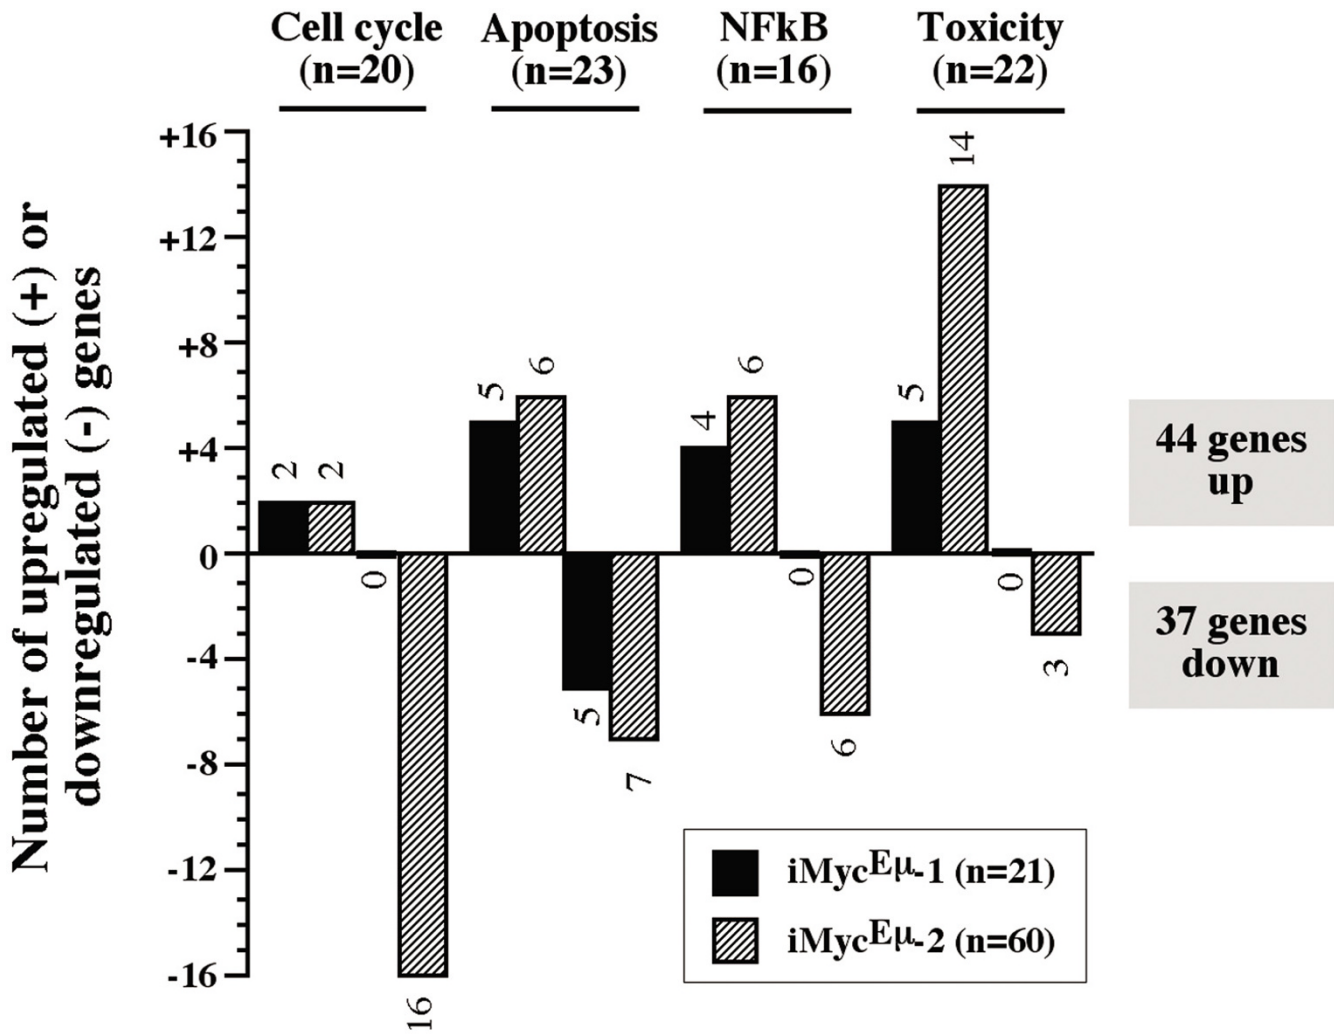 Cell cycle
(n=20)
Apoptosis
(n=23)
NFkB
(n=16)
Toxicity
(n=22)
Number of upregulated (+) or
downregulated (-) genes
+16
+12
+8
+4
0
-4
-8
-12
-16
2
2
0
16
5
6
5
7
4
6
0
6
5
14
0
3
44 genes
up
37 genes
down
iMycEμ-1 (n=21)
iMycEμ-2 (n=60)